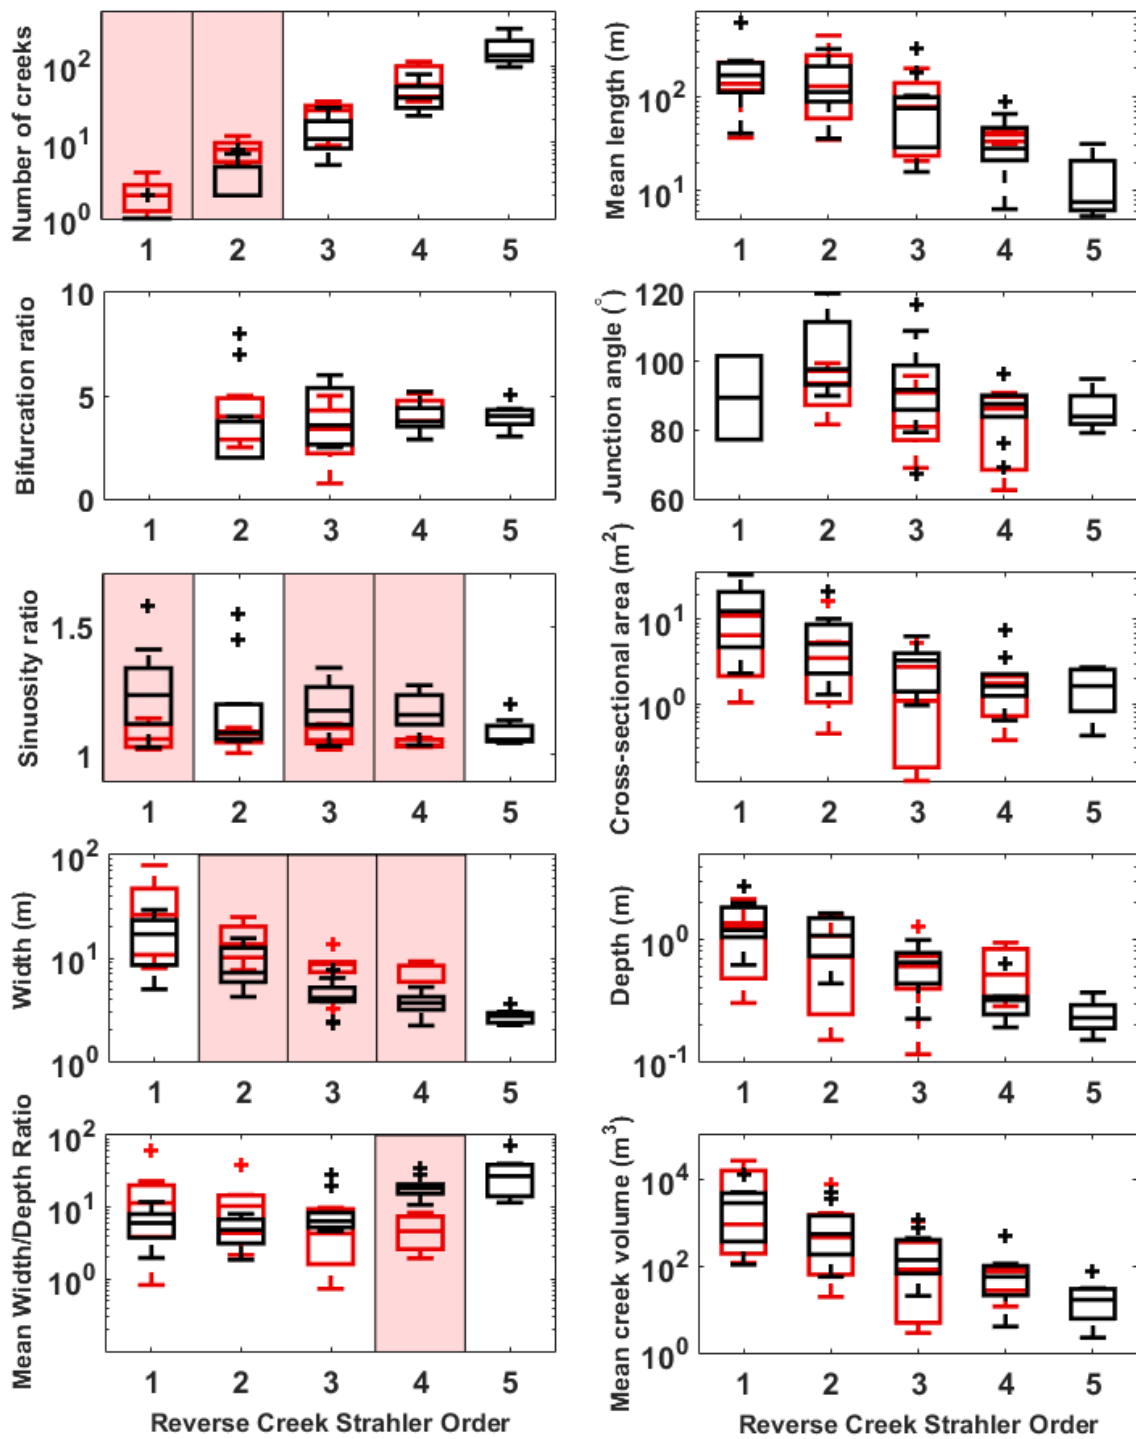 Number of creeks
10^2
10^1
10^0
1 2 3 4 5
Mean length (m)
10^2
10^1
1 2 3 4 5
Bifurcation ratio
10
5
0
1 2 3 4 5
Junction angle (°)
120
100
80
60
1 2 3 4 5
Sinuosity ratio
1.5
1
1 2 3 4 5
Cross-sectional area (m²)
10^1
10^0
1 2 3 4 5
Width (m)
10^2
10^1
10^0
1 2 3 4 5
Depth (m)
10^0
10^-1
1 2 3 4 5
Mean Width/Depth Ratio
10^2
10^1
10^0
1 2 3 4 5
Reverse Creek Strahler Order
Mean creek volume (m³)
10^4
10^2
10^0
1 2 3 4 5
Reverse Creek Strahler Order